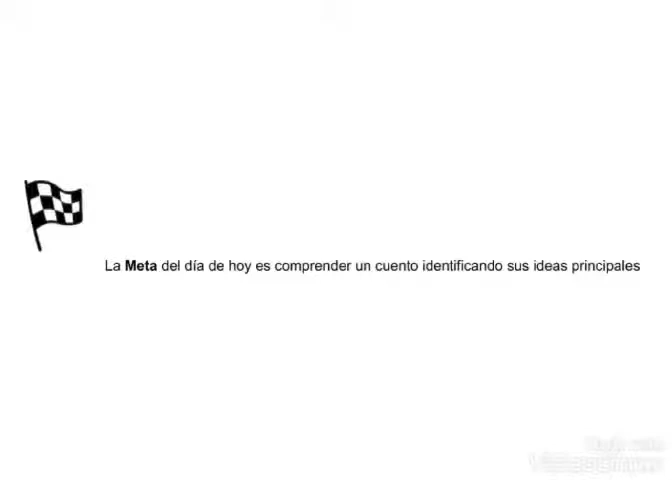 La Meta del día de hoy es comprender un cuento identificando sus ideas principales